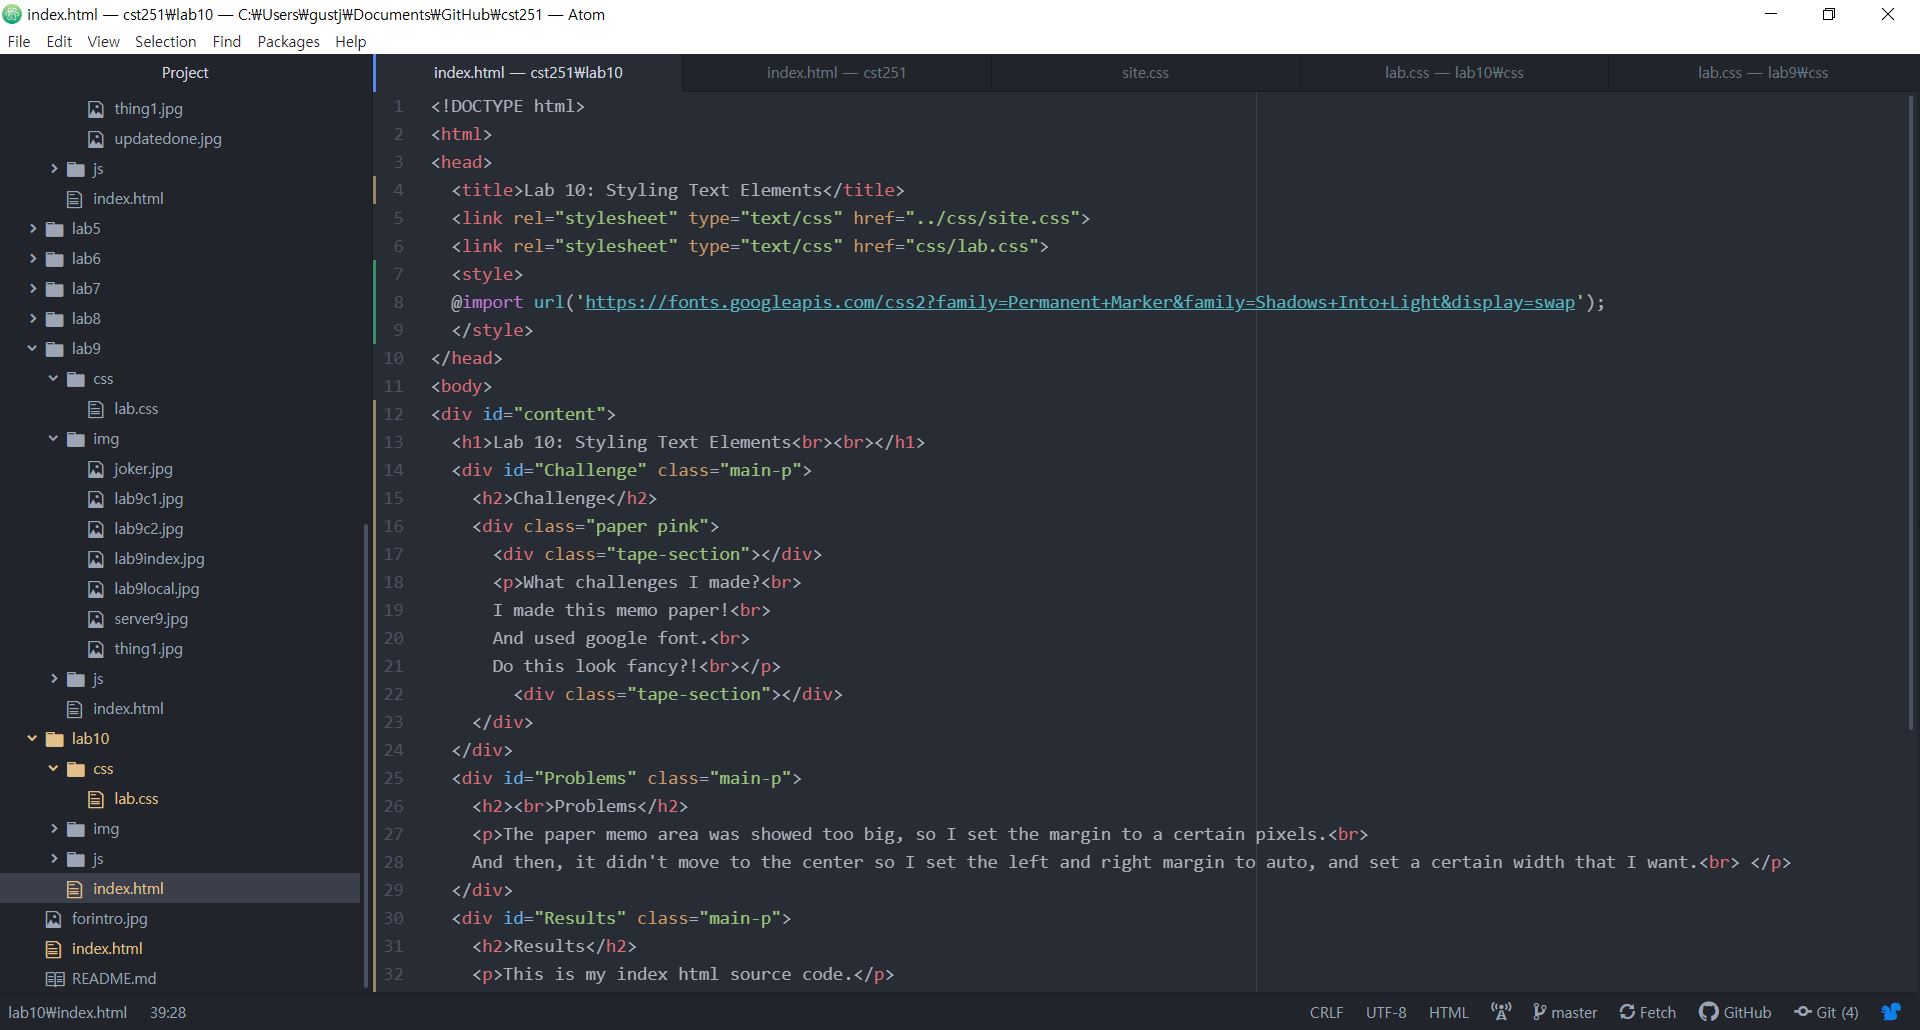 index.html — cst251₩lab10 — C:₩Users₩gustj₩Documents₩GitHub₩cst251 — Atom
File Edit View Selection Find Packages Help
Project
thing1.jpg
updatedone.jpg
js
index.html
lab5
lab6
lab7
lab8
lab9
css
lab.css
img
joker.jpg
lab9c1.jpg
lab9c2.jpg
lab9index.jpg
lab9local.jpg
server9.jpg
thing1.jpg
js
index.html
lab10
css
lab.css
img
js
index.html
forintro.jpg
index.html
README.md
index.html — cst251₩lab10 index.html — cst251 site.css lab.css — lab10₩css lab.css — lab9₩css
1 <!DOCTYPE html>
2 <html>
3 <head>
4 <title>Lab 10: Styling Text Elements</title>
5 <link rel="stylesheet" type="text/css" href="../css/site.css">
6 <link rel="stylesheet" type="text/css" href="css/lab.css">
7 <style>
8 @import url('https://fonts.googleapis.com/css2?family=Permanent+Marker&family=Shadows+Into+Light&display=swap');
9 </style>
10 </head>
11 <body>
12 <div id="content">
13 <h1>Lab 10: Styling Text Elements<br><br></h1>
14 <div id="Challenge" class="main-p">
15 <h2>Challenge</h2>
16 <div class="paper pink">
17 <div class="tape-section"></div>
18 <p>What challenges I made?<br>
19 I made this memo paper!<br>
20 And used google font.<br>
21 Do this look fancy?!<br></p>
22 <div class="tape-section"></div>
23 </div>
24 </div>
25 <div id="Problems" class="main-p">
26 <h2><br>Problems</h2>
27 <p>The paper memo area was showed too big, so I set the margin to a certain pixels.<br>
28 And then, it didn't move to the center so I set the left and right margin to auto, and set a certain width that I want.<br> </p>
29 </div>
30 <div id="Results" class="main-p">
31 <h2>Results</h2>
32 <p>This is my index html source code.</p>
lab10₩index.html 39:28 CRLF UTF-8 HTML master Fetch GitHub Git (4)